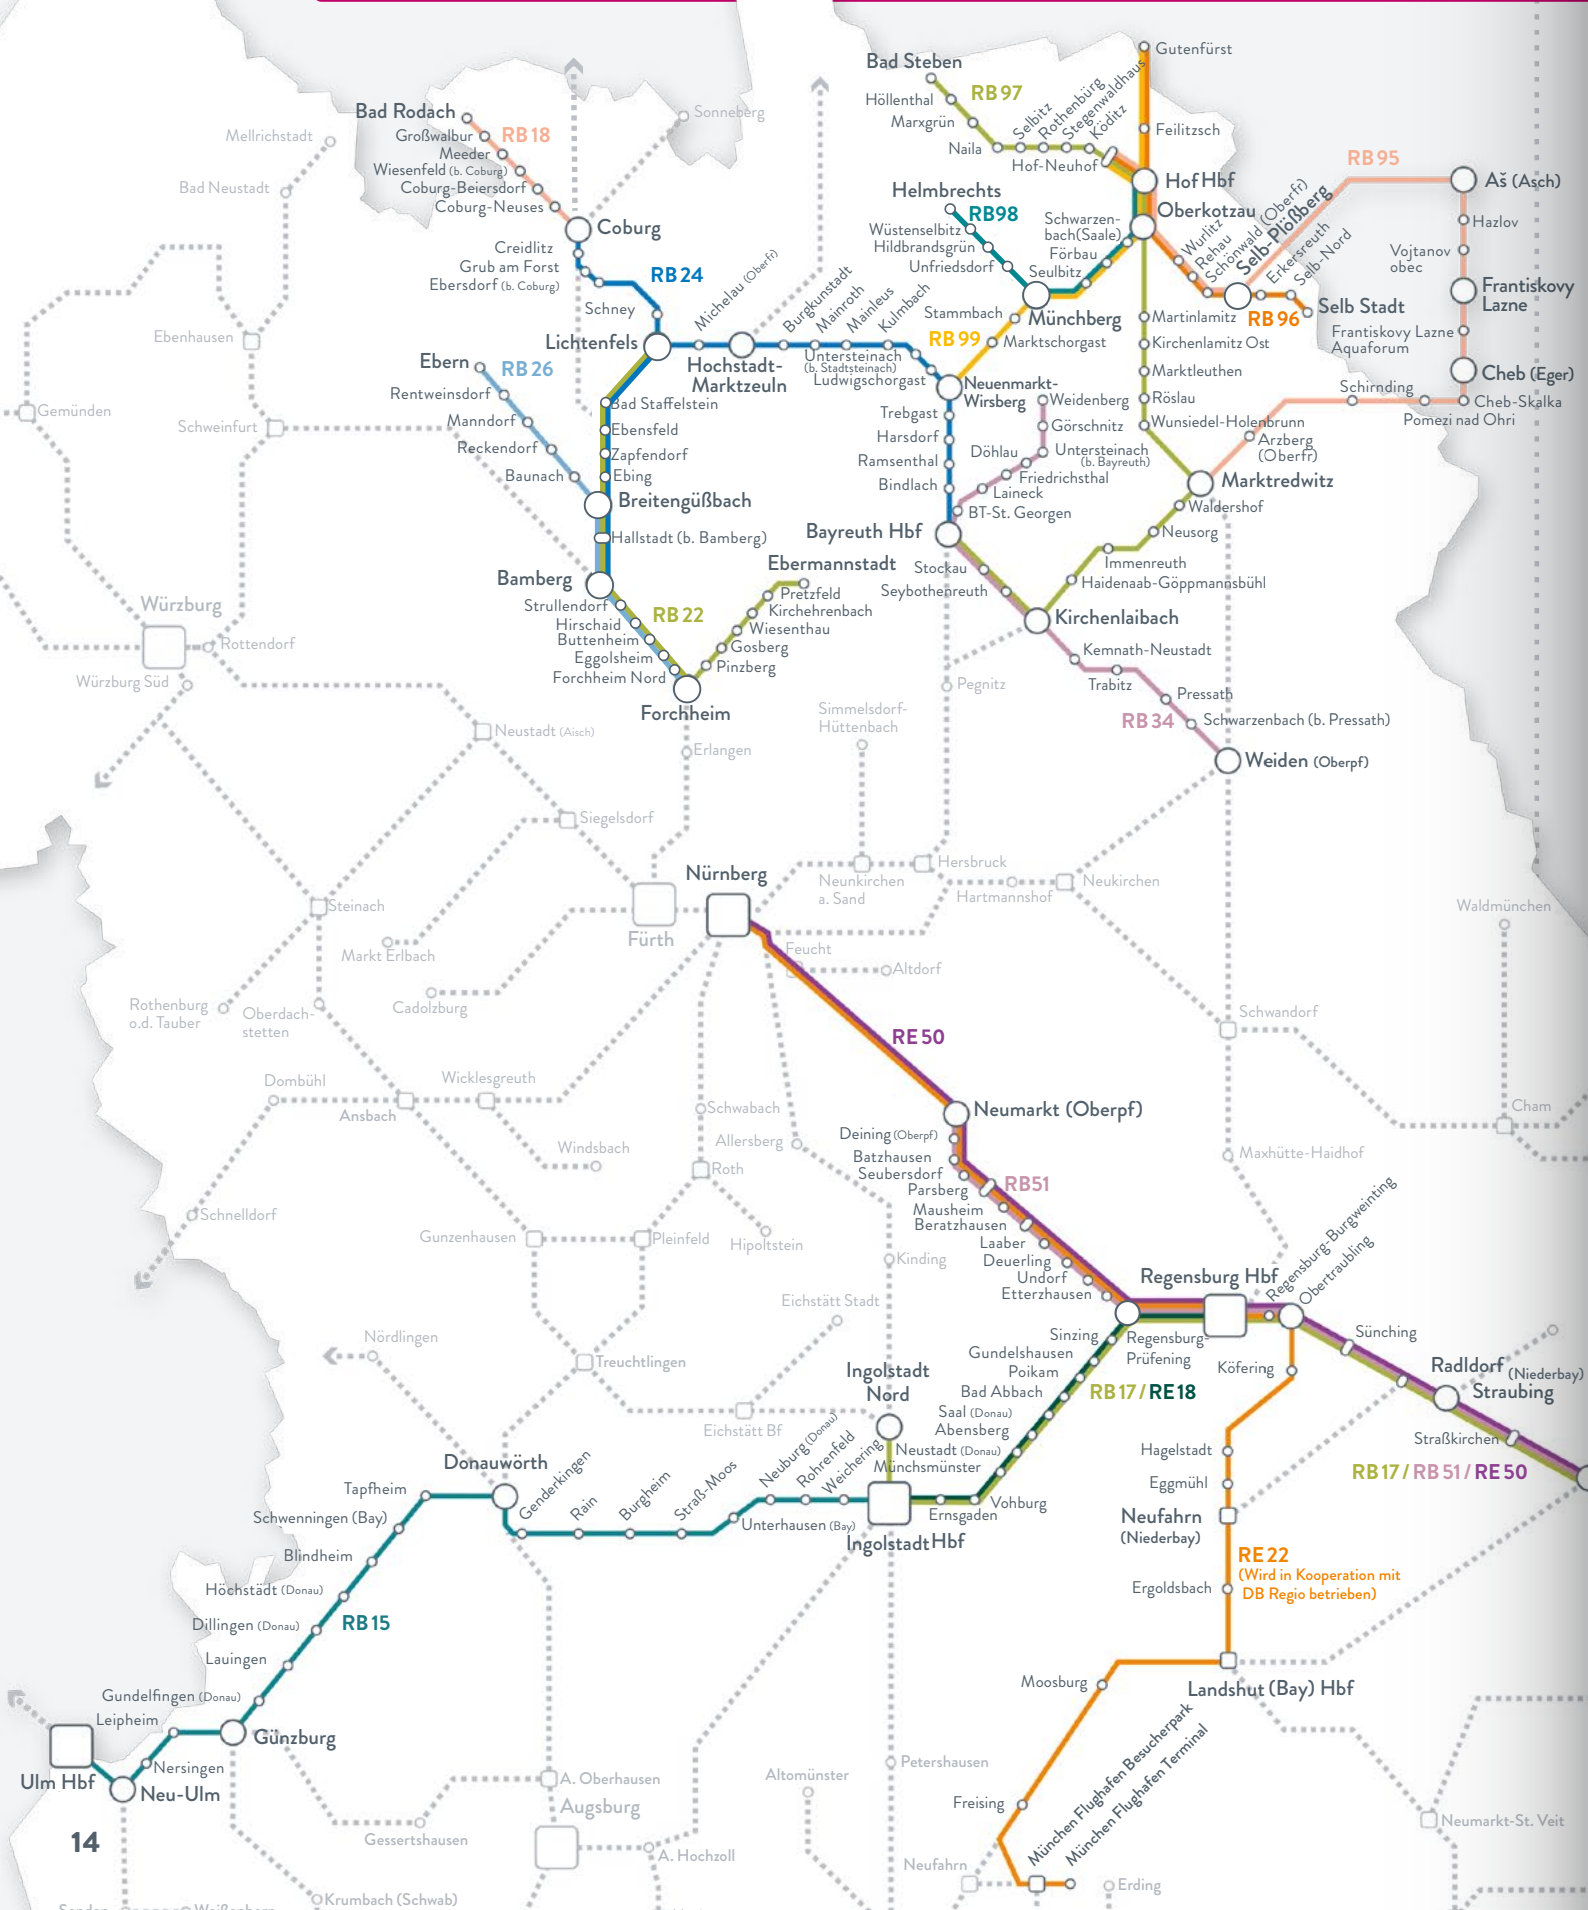 Gutenfürst
Bad Steben
Höllenthal
RB 97
Marxgrün
Naila
Selbitz
Rothenbürg
Stegenwaldhaus
Köditz
Hof-Neuhof
Feilitzsch
Bad Rodach
Großwalbur
RB 18
Meeder
Wiesenfeld (b. Coburg)
Coburg-Beiersdorf
Coburg-Neuses
Sonneberg
Mellrichstadt
Bad Neustadt
RB 95
Hof Hbf
Aš (Asch)
Helmbrechts
RB98
Oberkotzau
Schwarzen-
bach(Saale)
Wüstenselbitz
Hildbrandsgrün
Unfriedsdorf
Förbau
Seulbitz
Wurlitz
Rehau
Schönwald (Oberfr)
Selb-Plößberg
Erkersreuth
Selb-Nord
Hazlov
Vojtanov
obec
Frantiskovy
Lazne
Coburg
Creidlitz
Grub am Forst
Ebersdorf (b. Coburg)
RB 24
Schney
Michelau (Oberfr)
Burgkunstadt
Mainroth
Mainleus
Kulmbach
Stammbach
Münchberg
RB 99
Marktschorgast
Martinlamitz
RB 96
Selb Stadt
Kirchenlamitz Ost
Frantiskovy Lazne
Aquaforum
Ebenhausen
Lichtenfels
Hochstadt-
Marktzeuln
Untersteinach
(b. Stadtsteinach)
Ludwigschorgast
Neuenmarkt-
Wirsberg
Ebern
RB 26
Rentweinsdorf
Manndorf
Reckendorf
Baunach
Marktleuthen
Röslau
Wunsiedel-Holenbrunn
Schirnding
Cheb (Eger)
Cheb-Skalka
Pomezi nad Ohri
Gemünden
Schweinfurt
Bad Staffelstein
Ebensfeld
Zapfendorf
Ebing
Breitengüßbach
Hallstadt (b. Bamberg)
Trebgast
Harsdorf
Ramsenthal
Bindlach
Weidenberg
Görschnitz
Döhlau
Untersteinach
(b. Bayreuth)
Friedrichsthal
Laineck
BT-St. Georgen
Arzberg
(Oberfr)
Marktredwitz
Waldershof
Neusorg
Immenreuth
Haidenaab-Göppmannsbühl
Bayreuth Hbf
Ebermannstadt
Stockau
Seybothenreuth
Bamberg
Strullendorf
Hirschaid
Buttenheim
Eggolsheim
Forchheim Nord
RB 22
Pretzfeld
Kirchehrenbach
Wiesenthau
Gosberg
Pinzberg
Forchheim
Kirchenlaibach
Kemnath-Neustadt
Trabitz
Pressath
RB 34
Schwarzenbach (b. Pressath)
Weiden (Oberpf)
Würzburg
Rottendorf
Würzburg Süd
Pegnitz
Simmelsdorf-
Hüttenbach
Neustadt (Aisch)
Erlangen
Siegelsdorf
Nürnberg
Fürth
Neunkirchen
a. Sand
Hersbruck
Hartmannshof
Neukirchen
Waldmünchen
Steinach
Markt Erlbach
Feucht
Altdorf
Rothenburg
o.d. Tauber
Oberdach-
stetten
Cadolzburg
Schwandorf
RE 50
Dombühl
Ansbach
Wicklesgreuth
Windsbach
Schwabach
Allersberg
Roth
Neumarkt (Oberpf)
Cham
Maxhütte-Haidhof
Deining (Oberpf)
Batzhausen
Seubersdorf
Parsberg
Mausheim
Beratzhausen
Laaber
Deuerling
Undorf
Etterzhausen
RB51
Schnelldorf
Gunzenhausen
Pleinfeld
Hipoltstein
Kinding
Regensburg Hbf
Regensburg-Burgweinting
Obertraubling
Eichstätt Stadt
Sinzing
Regensburg-
Prüfening
Gundelshausen
Poikam
Bad Abbach
Saal (Donau)
Abensberg
Neustadt (Donau)
Münchsmünster
RB 17 / RE 18
Köfering
Sünching
Radldorf (Niederbay)
Straubing
Straßkirchen
RB 17 / RB 51 / RE 50
Nördlingen
Treuchtlingen
Ingolstadt
Nord
Eichstätt Bf
Donauwörth
Tapfheim
Schwenningen (Bay)
Blindheim
Höchstädt (Donau)
Dillingen (Donau)
Lauingen
Gundelfingen (Donau)
Leipheim
RB 15
Genderkingen
Rain
Burgheim
Straß-Moos
Unterhausen (Bay)
Neuburg (Donau)
Rohrenfeld
Weichering
Ingolstadt Hbf
Ernsgaden
Vohburg
Hagelstadt
Eggmühl
Neufahrn
(Niederbay)
RE 22
(Wird in Kooperation mit
DB Regio betrieben)
Ergoldsbach
Moosburg
Landshut (Bay) Hbf
Günzburg
Nersingen
Ulm Hbf
Neu-Ulm
14
A. Oberhausen
Augsburg
Gessertshausen
A. Hochzoll
Krumbach (Schwab)
Altomünster
Petershausen
Freising
München Flughafen Besucherpark
München Flughafen Terminal
Neufahrn
Erding
Neumarkt-St. Veit